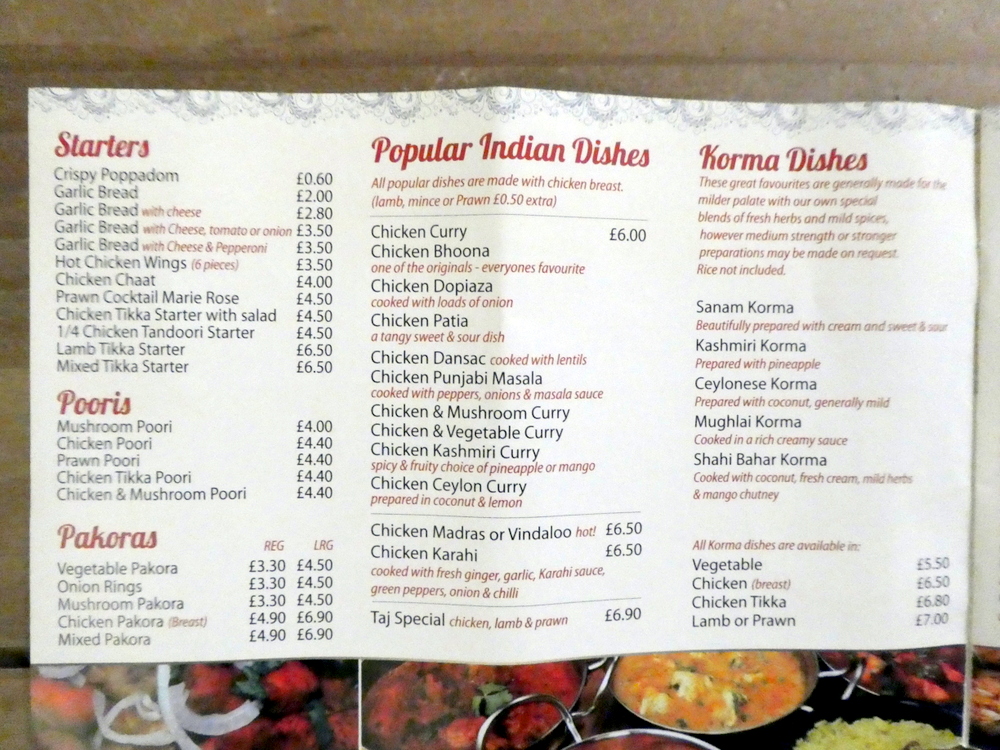 Starters
Crispy Poppadom £0.60
Garlic Bread £2.00
Garlic Bread with cheese £2.80
Garlic Bread with Cheese, tomato or onion £3.50
Garlic Bread with Cheese & Pepperoni £3.50
Hot Chicken Wings (6 pieces) £3.50
Chicken Chaat £4.00
Prawn Cocktail Marie Rose £4.50
Chicken Tikka Starter with salad £4.50
1/4 Chicken Tandoori Starter £4.50
Lamb Tikka Starter £6.50
Mixed Tikka Starter £6.50
Pooris
Mushroom Poori £4.00
Chicken Poori £4.40
Prawn Poori £4.40
Chicken Tikka Poori £4.40
Chicken & Mushroom Poori £4.40
Pakoras REG LRG
Vegetable Pakora £3.30 £4.50
Onion Rings £3.30 £4.50
Mushroom Pakora £3.30 £4.50
Chicken Pakora (Breast) £4.90 £6.90
Mixed Pakora £4.90 £6.90
Popular Indian Dishes
All popular dishes are made with chicken breast.
(lamb, mince or Prawn £0.50 extra)
Chicken Curry £6.00
Chicken Bhoona
one of the originals - everyones favourite
Chicken Dopiaza
cooked with loads of onion
Chicken Patia
a tangy sweet & sour dish
Chicken Dansac cooked with lentils
Chicken Punjabi Masala
cooked with peppers, onions & masala sauce
Chicken & Mushroom Curry
Chicken & Vegetable Curry
Chicken Kashmiri Curry
spicy & fruity choice of pineapple or mango
Chicken Ceylon Curry
prepared in coconut & lemon
Chicken Madras or Vindaloo hot! £6.50
Chicken Karahi £6.50
cooked with fresh ginger, garlic, Karahi sauce,
green peppers, onion & chilli
Taj Special chicken, lamb & prawn £6.90
Korma Dishes
These great favourites are generally made for the
milder palate with our own special
blends of fresh herbs and mild spices,
however medium strength or stronger
preparations may be made on request.
Rice not included.
Sanam Korma
Beautifully prepared with cream and sweet & sour
Kashmiri Korma
Prepared with pineapple
Ceylonese Korma
Prepared with coconut, generally mild
Mughlai Korma
Cooked in a rich creamy sauce
Shahi Bahar Korma
Cooked with coconut, fresh cream, mild herbs
& mango chutney
All Korma dishes are available in:
Vegetable £5.50
Chicken (breast) £6.50
Chicken Tikka £6.80
Lamb or Prawn £7.00